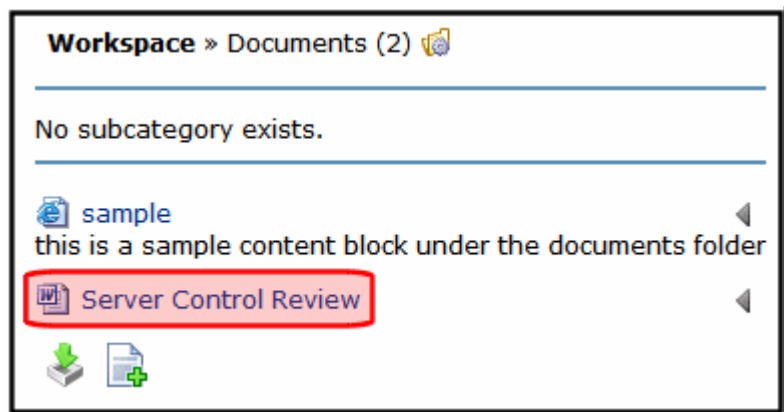 Workspace » Documents (2)
No subcategory exists.
sample
this is a sample content block under the documents folder
Server Control Review